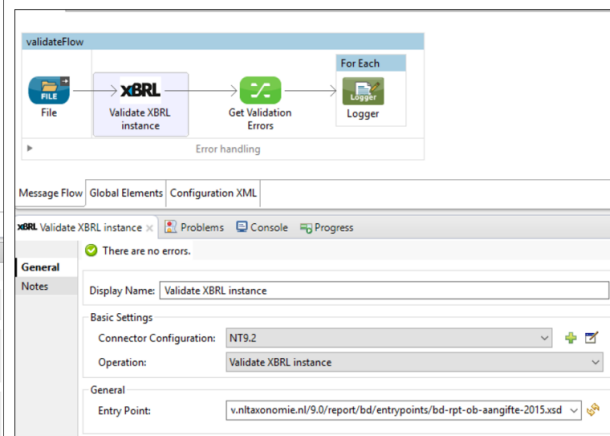 validateFlow
For Each
FILE
xBRL
Logger
File
Validate XBRL instance
Get Validation Errors
Logger
Error handling
Message Flow Global Elements Configuration XML
xBRL Validate XBRL instance Problems Console Progress
There are no errors.
General
Notes
Display Name: Validate XBRL instance
Basic Settings
Connector Configuration: NT9.2
Operation: Validate XBRL instance
General
Entry Point: v.nltaxonomie.nl/9.0/report/bd/entrypoints/bd-rpt-ob-aangifte-2015.xsd